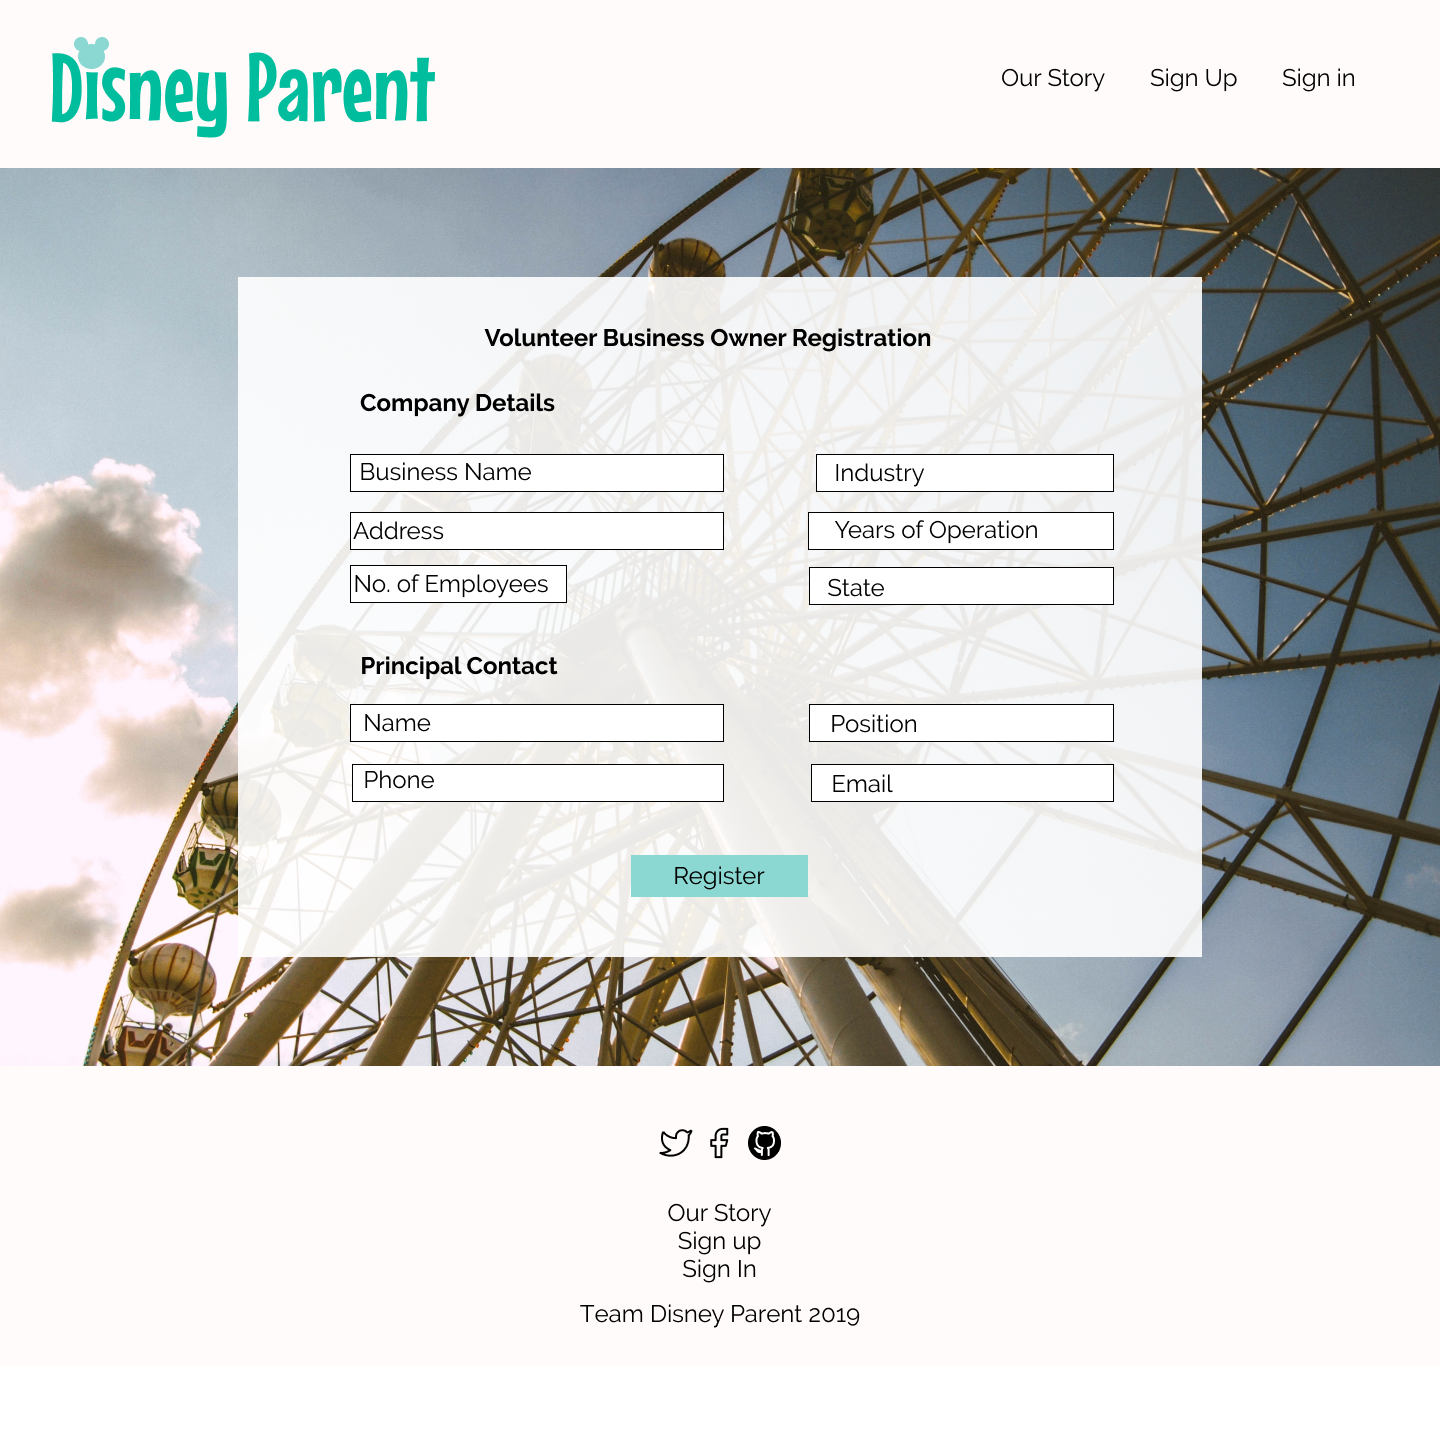 Disney Parent
Our Story
Sign Up
Sign in
Volunteer Business Owner Registration
Company Details
Business Name
Industry
Address
Years of Operation
No. of Employees
State
Principal Contact
Name
Position
Phone
Email
Register
Our Story
Sign up
Sign In
Team Disney Parent 2019